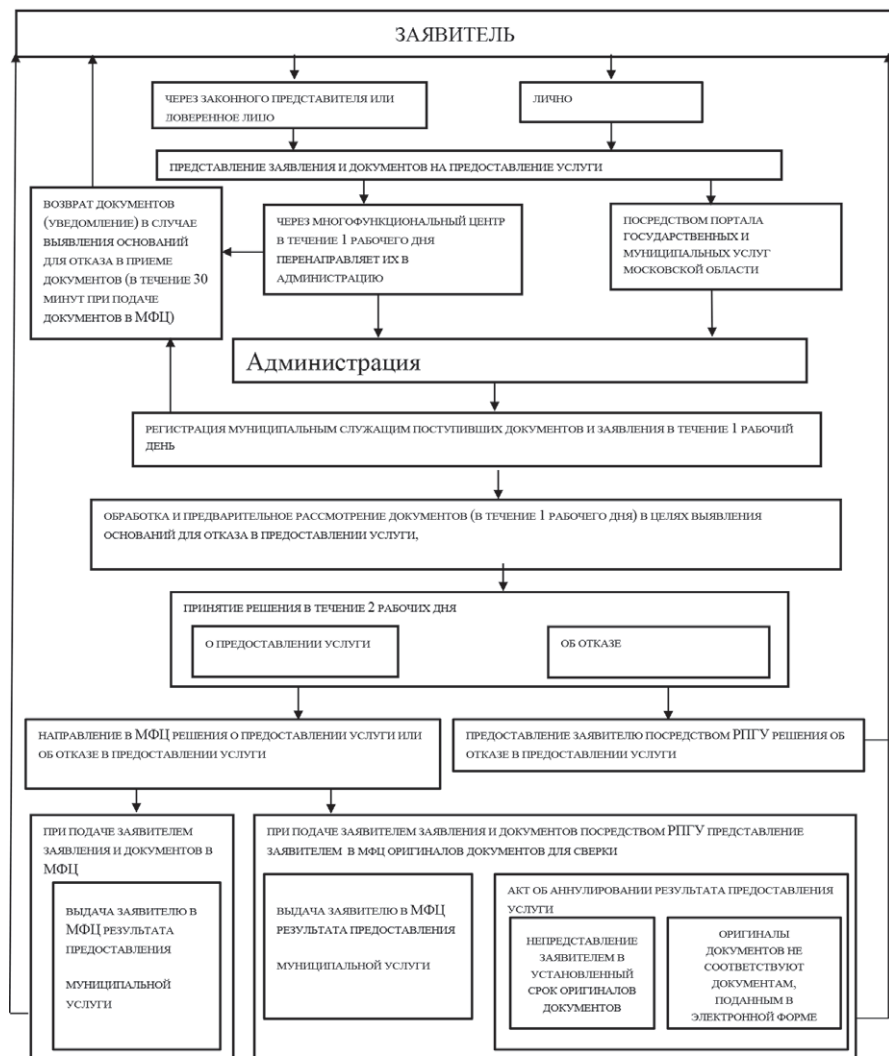 ЗАЯВИТЕЛЬ
ЧЕРЕЗ ЗАКОННОГО ПРЕДСТАВИТЕЛЯ ИЛИ
ДОВЕРЕННОЕ ЛИЦО
ЛИЧНО
ПРЕДСТАВЛЕНИЕ ЗАЯВЛЕНИЯ И ДОКУМЕНТОВ НА ПРЕДОСТАВЛЕНИЕ УСЛУГИ
ВОЗВРАТ ДОКУМЕНТОВ
(УВЕДОМЛЕНИЕ) В СЛУЧАЕ
ВЫЯВЛЕНИЯ ОСНОВАНИЙ
ДЛЯ ОТКАЗА В ПРИЕМЕ
ДОКУМЕНТОВ (В ТЕЧЕНИЕ 30
МИНУТ ПРИ ПОДАЧЕ
ДОКУМЕНТОВ В МФЦ)
ЧЕРЕЗ МНОГОФУНКЦИОНАЛЬНЫЙ ЦЕНТР
В ТЕЧЕНИЕ 1 РАБОЧЕГО ДНЯ
ПЕРЕНАПРАВЛЯЕТ ИХ В
АДМИНИСТРАЦИЮ
ПОСРЕДСТВОМ ПОРТАЛА
ГОСУДАРСТВЕННЫХ И
МУНИЦИПАЛЬНЫХ УСЛУГ
МОСКОВСКОЙ ОБЛАСТИ
Администрация
РЕГИСТРАЦИЯ МУНИЦИПАЛЬНЫМ СЛУЖАЩИМ ПОСТУПИВШИХ ДОКУМЕНТОВ И ЗАЯВЛЕНИЯ В ТЕЧЕНИЕ 1 РАБОЧИЙ
ДЕНЬ
ОБРАБОТКА И ПРЕДВАРИТЕЛЬНОЕ РАССМОТРЕНИЕ ДОКУМЕНТОВ (В ТЕЧЕНИЕ 1 РАБОЧЕГО ДНЯ) В ЦЕЛЯХ ВЫЯВЛЕНИЯ
ОСНОВАНИЙ ДЛЯ ОТКАЗА В ПРЕДОСТАВЛЕНИИ УСЛУГИ,
ПРИНЯТИЕ РЕШЕНИЯ В ТЕЧЕНИЕ 2 РАБОЧИХ ДНЯ
О ПРЕДОСТАВЛЕНИИ УСЛУГИ
ОБ ОТКАЗЕ
НАПРАВЛЕНИЕ В МФЦ РЕШЕНИЯ О ПРЕДОСТАВЛЕНИИ УСЛУГИ ИЛИ
ОБ ОТКАЗЕ В ПРЕДОСТАВЛЕНИИ УСЛУГИ
ПРЕДОСТАВЛЕНИЕ ЗАЯВИТЕЛЮ ПОСРЕДСТВОМ РПГУ РЕШЕНИЯ ОБ
ОТКАЗЕ В ПРЕДОСТАВЛЕНИИ УСЛУГИ
ПРИ ПОДАЧЕ ЗАЯВИТЕЛЕМ
ЗАЯВЛЕНИЯ И ДОКУМЕНТОВ В
МФЦ
ВЫДАЧА ЗАЯВИТЕЛЮ В
МФЦ РЕЗУЛЬТАТА
ПРЕДОСТАВЛЕНИЯ
МУНИЦИПАЛЬНОЙ
УСЛУГИ
ПРИ ПОДАЧЕ ЗАЯВИТЕЛЕМ ЗАЯВЛЕНИЯ И ДОКУМЕНТОВ ПОСРЕДСТВОМ РПГУ ПРЕДСТАВЛЕНИЕ
ЗАЯВИТЕЛЕМ В МФЦ ОРИГИНАЛОВ ДОКУМЕНТОВ ДЛЯ СВЕРКИ
ВЫДАЧА ЗАЯВИТЕЛЮ В МФЦ
РЕЗУЛЬТАТА ПРЕДОСТАВЛЕНИЯ
МУНИЦИПАЛЬНОЙ УСЛУГИ
АКТ ОБ АННУЛИРОВАНИИ РЕЗУЛЬТАТА ПРЕДОСТАВЛЕНИЯ
УСЛУГИ
НЕПРЕДСТАВЛЕНИЕ
ЗАЯВИТЕЛЕМ В
УСТАНОВЛЕННЫЙ
СРОК ОРИГИНАЛОВ
ДОКУМЕНТОВ
ОРИГИНАЛЫ
ДОКУМЕНТОВ НЕ
СООТВЕТСТВУЮТ
ДОКУМЕНТАМ,
ПОДАННЫМ В
ЭЛЕКТРОННОЙ ФОРМЕ